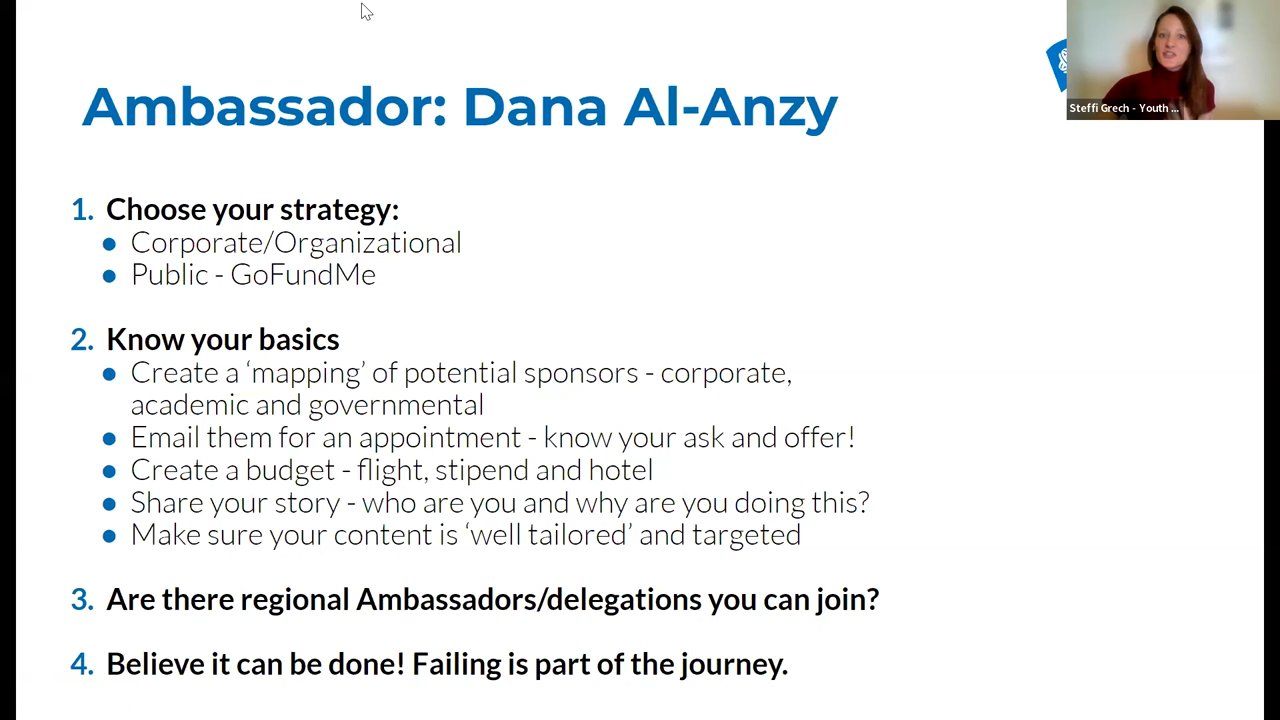 Ambassador: Dana Al-Anzy
Steffi Grech - Youth ...
1. Choose your strategy:
● Corporate/Organizational
● Public - GoFundMe
2. Know your basics
● Create a ‘mapping’ of potential sponsors - corporate,
academic and governmental
● Email them for an appointment - know your ask and offer!
● Create a budget - flight, stipend and hotel
● Share your story - who are you and why are you doing this?
● Make sure your content is ‘well tailored’ and targeted
3. Are there regional Ambassadors/delegations you can join?
4. Believe it can be done! Failing is part of the journey.